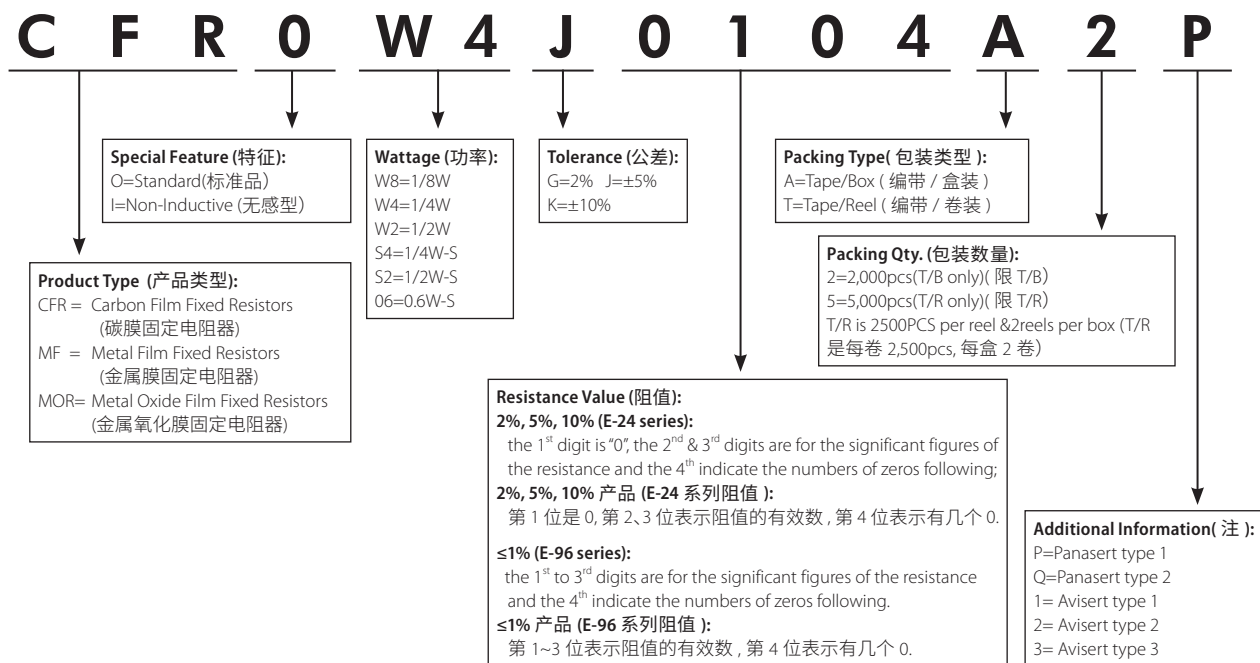 C F R 0 W 4 J 0 1 0 4 A 2 P
Special Feature (特征):
O=Standard(标准品)
I=Non-Inductive (无感型)
Wattage (功率):
W8=1/8W
W4=1/4W
W2=1/2W
S4=1/4W-S
S2=1/2W-S
06=0.6W-S
Tolerance (公差):
G=2% J=±5%
K=±10%
Packing Type( 包装类型 ):
A=Tape/Box ( 编带 / 盒装 )
T=Tape/Reel ( 编带 / 卷装 )
Packing Qty. (包装数量):
2=2,000pcs(T/B only)( 限 T/B)
5=5,000pcs(T/R only)( 限 T/R)
T/R is 2500PCS per reel &2reels per box (T/R
是每卷 2,500pcs, 每盒 2 卷)
Product Type (产品类型):
CFR = Carbon Film Fixed Resistors
(碳膜固定电阻器)
MF = Metal Film Fixed Resistors
(金属膜固定电阻器)
MOR= Metal Oxide Film Fixed Resistors
(金属氧化膜固定电阻器)
Resistance Value (阻值):
2%, 5%, 10% (E-24 series):
the 1st digit is “0”, the 2nd & 3rd digits are for the significant figures of
the resistance and the 4th indicate the numbers of zeros following;
2%, 5%, 10% 产品 (E-24 系列阻值 ):
第 1 位是 0, 第 2、3 位表示阻值的有效数 , 第 4 位表示有几个 0.
≤1% (E-96 series):
the 1st to 3rd digits are for the significant figures of the resistance
and the 4th indicate the numbers of zeros following.
≤1% 产品 (E-96 系列阻值 ):
第 1~3 位表示阻值的有效数 , 第 4 位表示有几个 0.
Additional Information( 注 ):
P=Panasert type 1
Q=Panasert type 2
1= Avisert type 1
2= Avisert type 2
3= Avisert type 3